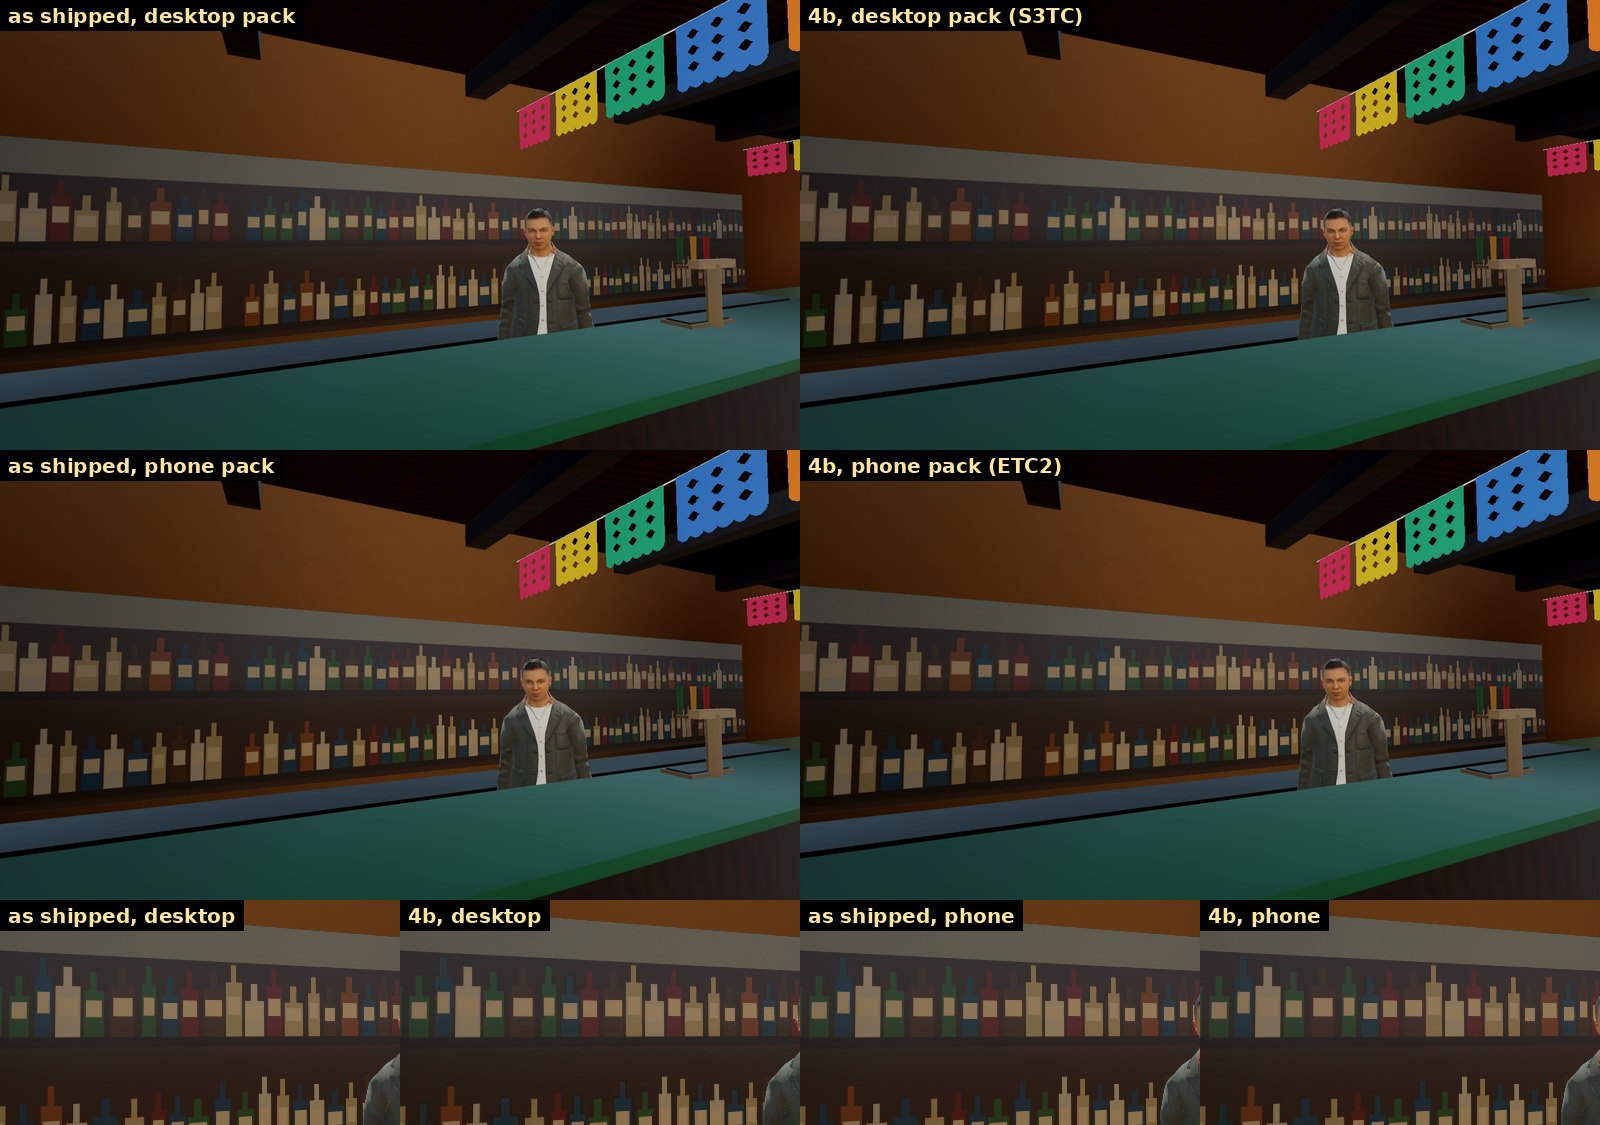 as shipped, desktop pack
4b, desktop pack (S3TC)
as shipped, phone pack
4b, phone pack (ETC2)
as shipped, desktop
4b, desktop
as shipped, phone
4b, phone